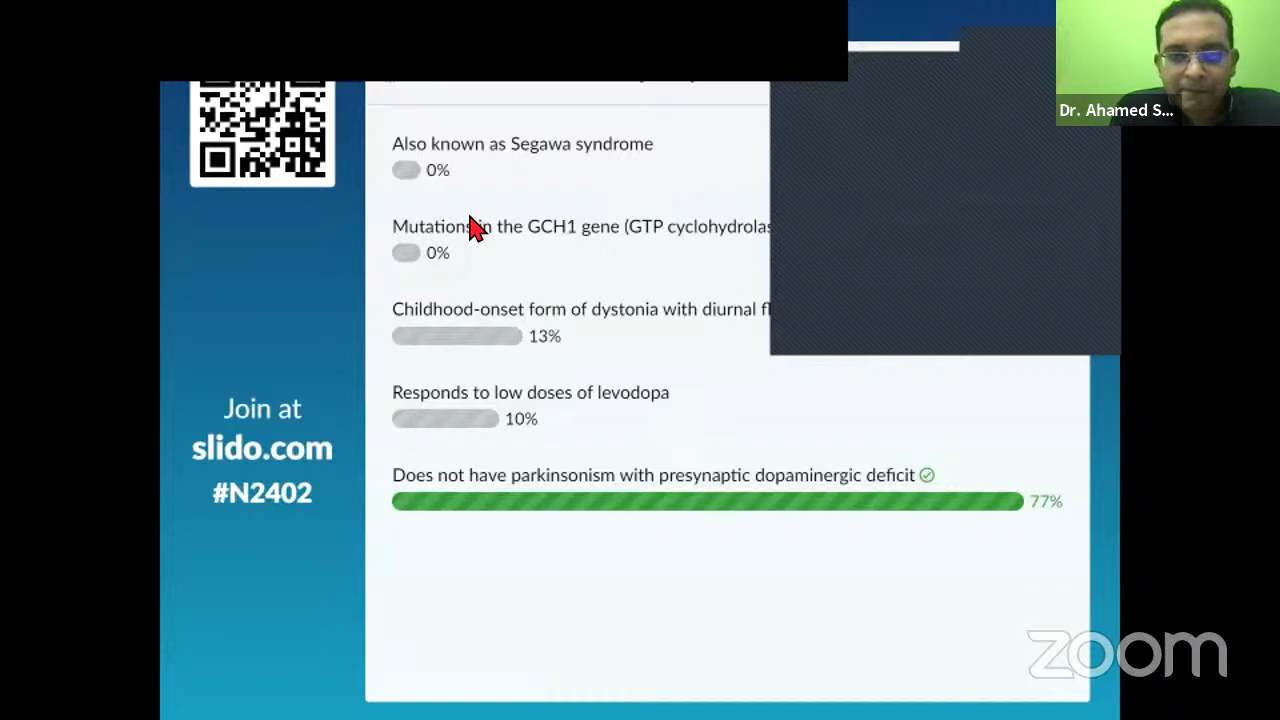 Dr. Ahamed S...
Also known as Segawa syndrome
0%
Mutations in the GCH1 gene (GTP
0%
Childhood-onset form of dystonia with diurnal
13%
Responds to low doses of levodopa
10%
Does not have parkinsonism with presynaptic dopaminergic deficit
77%
Join at
slido.com
#N2402
zoom